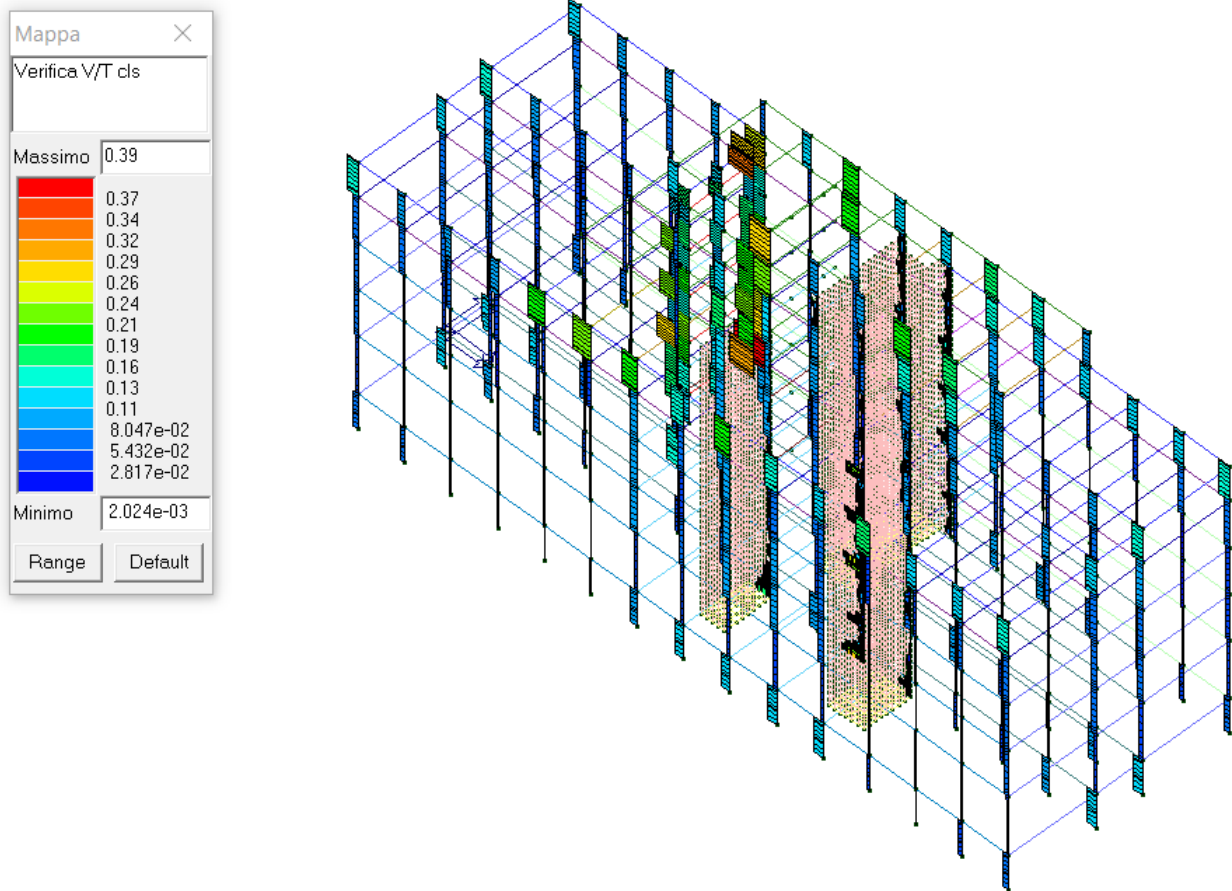 Mappa
Verifica V/T cls
Massimo 0.39
0.37
0.34
0.32
0.29
0.26
0.24
0.21
0.19
0.16
0.13
0.11
8.047e-02
5.432e-02
2.817e-02
Minimo 2.024e-03
Range Default